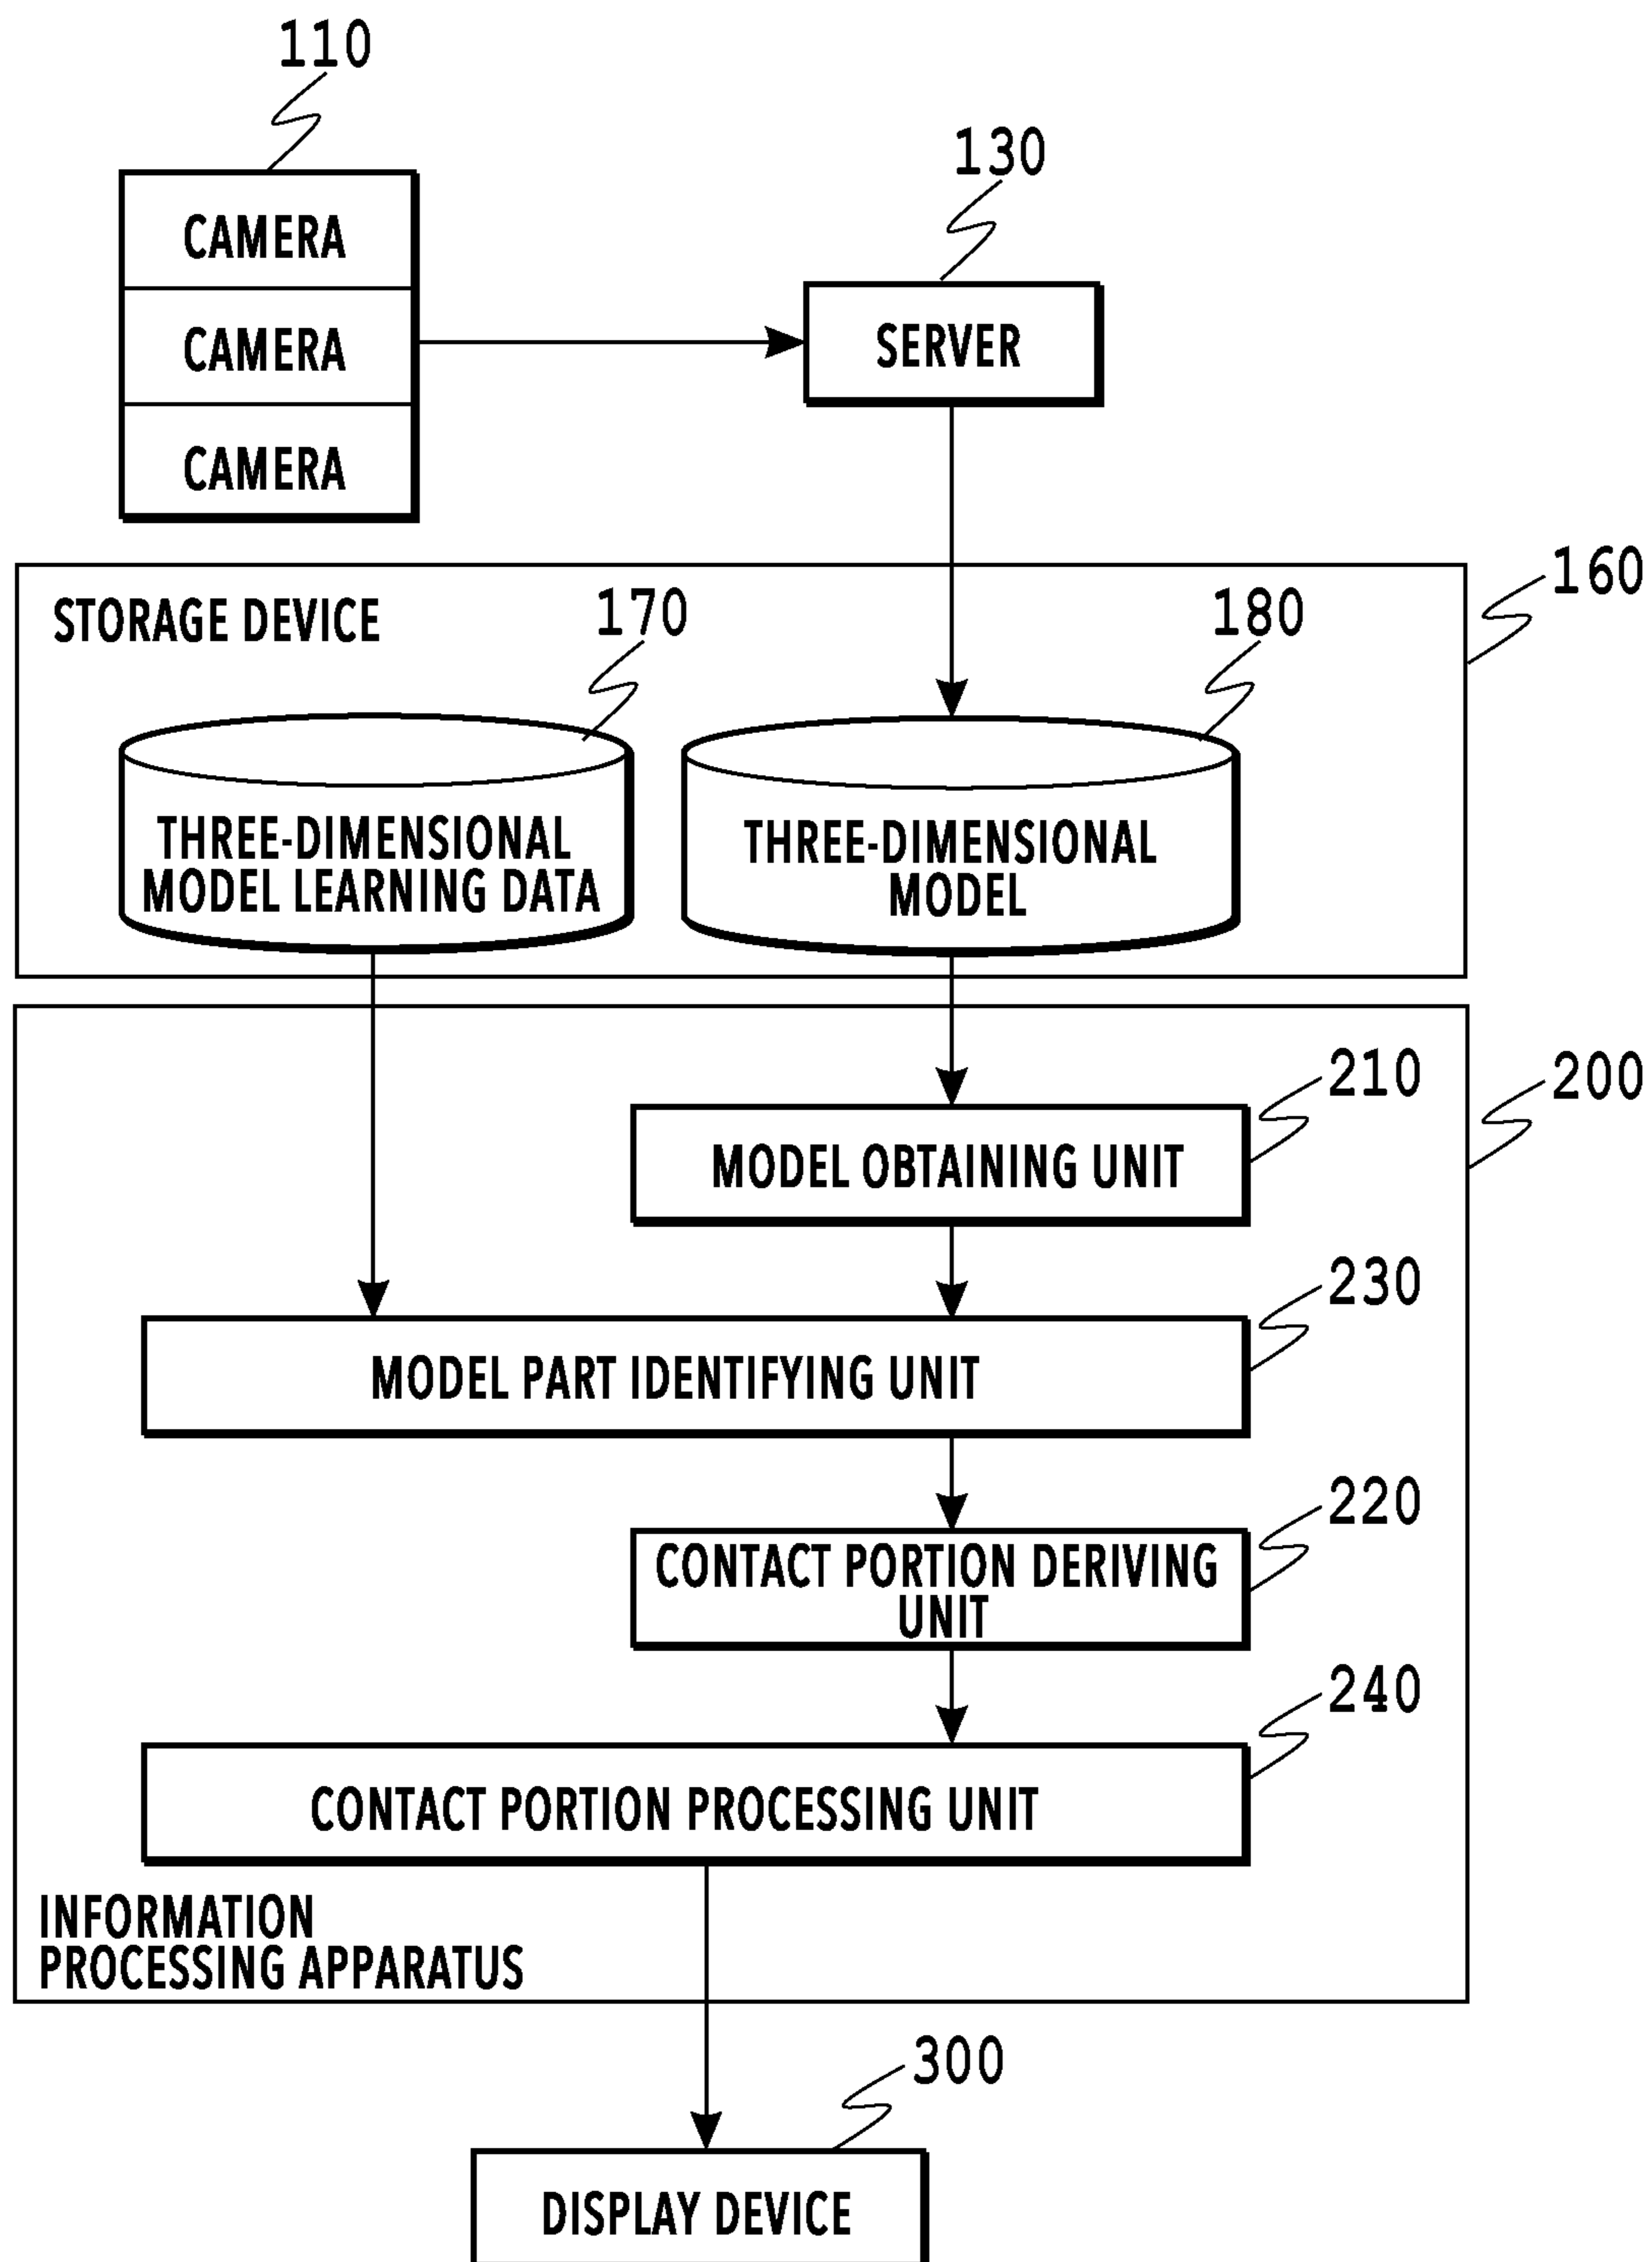 110
130
CAMERA
CAMERA
CAMERA
SERVER
160
STORAGE DEVICE
170
180
THREE-DIMENSIONAL
MODEL LEARNING DATA
THREE-DIMENSIONAL
MODEL
200
210
MODEL OBTAINING UNIT
230
MODEL PART IDENTIFYING UNIT
220
CONTACT PORTION DERIVING
UNIT
240
CONTACT PORTION PROCESSING UNIT
INFORMATION
PROCESSING APPARATUS
300
DISPLAY DEVICE